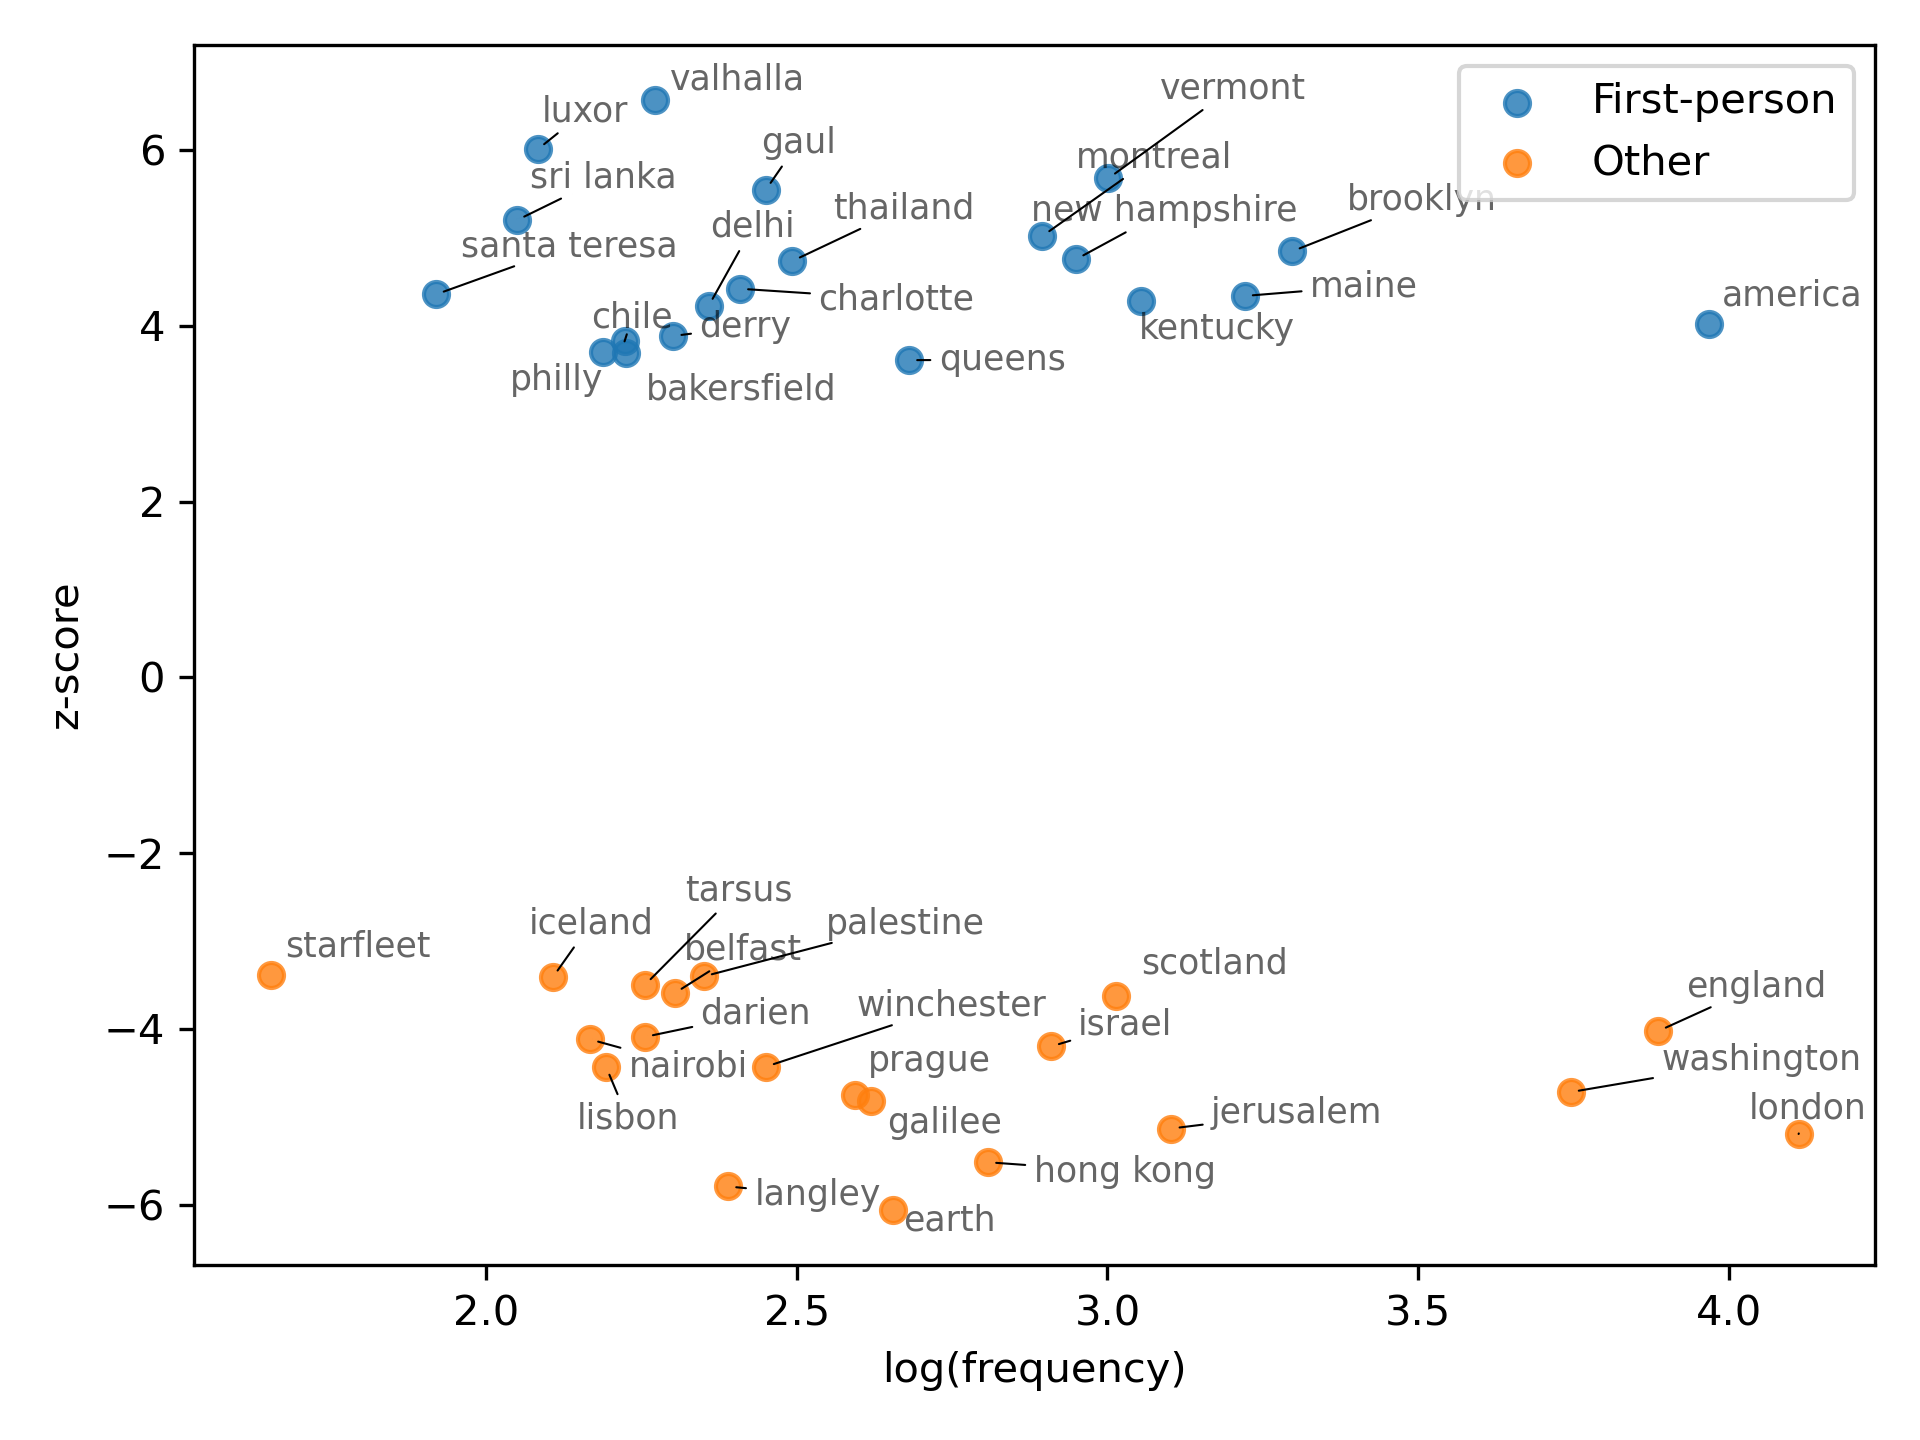 valhalla
vermont
First-person
luxor
gaul
montreal
Other
sri lanka
brooklyn
thailand
new hampshire
delhi
santa teresa
charlotte
maine
america
chile
derry
kentucky
queens
philly
bakersfield
6
4
2
0
−2
−4
−6
z-score
tarsus
iceland
palestine
starfleet
belfast
scotland
england
winchester
darien
israel
nairobi
prague
washington
lisbon
galilee
jerusalem
london
hong kong
langley
earth
2.0 2.5 3.0 3.5 4.0
log(frequency)